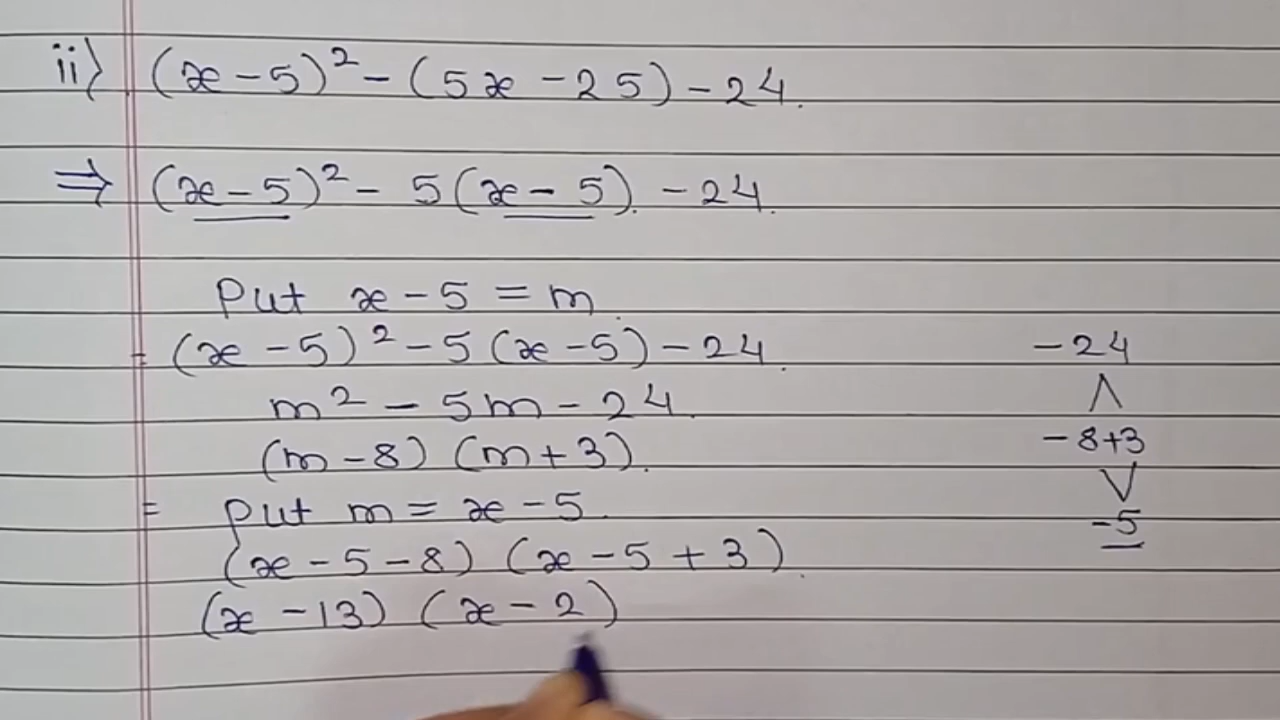 ii) (x - 5)² - (5x - 25) - 24.
⇒ (x - 5)² - 5(x - 5). - 24.
Put x - 5 = m.
= (x - 5)² - 5(x - 5) - 24.
m² - 5m - 24.
(m - 8) (m + 3).
= put m = x - 5.
(x - 5 - 8) (x - 5 + 3).
(x - 13) (x - 2)
- 24
∧
- 8+3
∨
-5